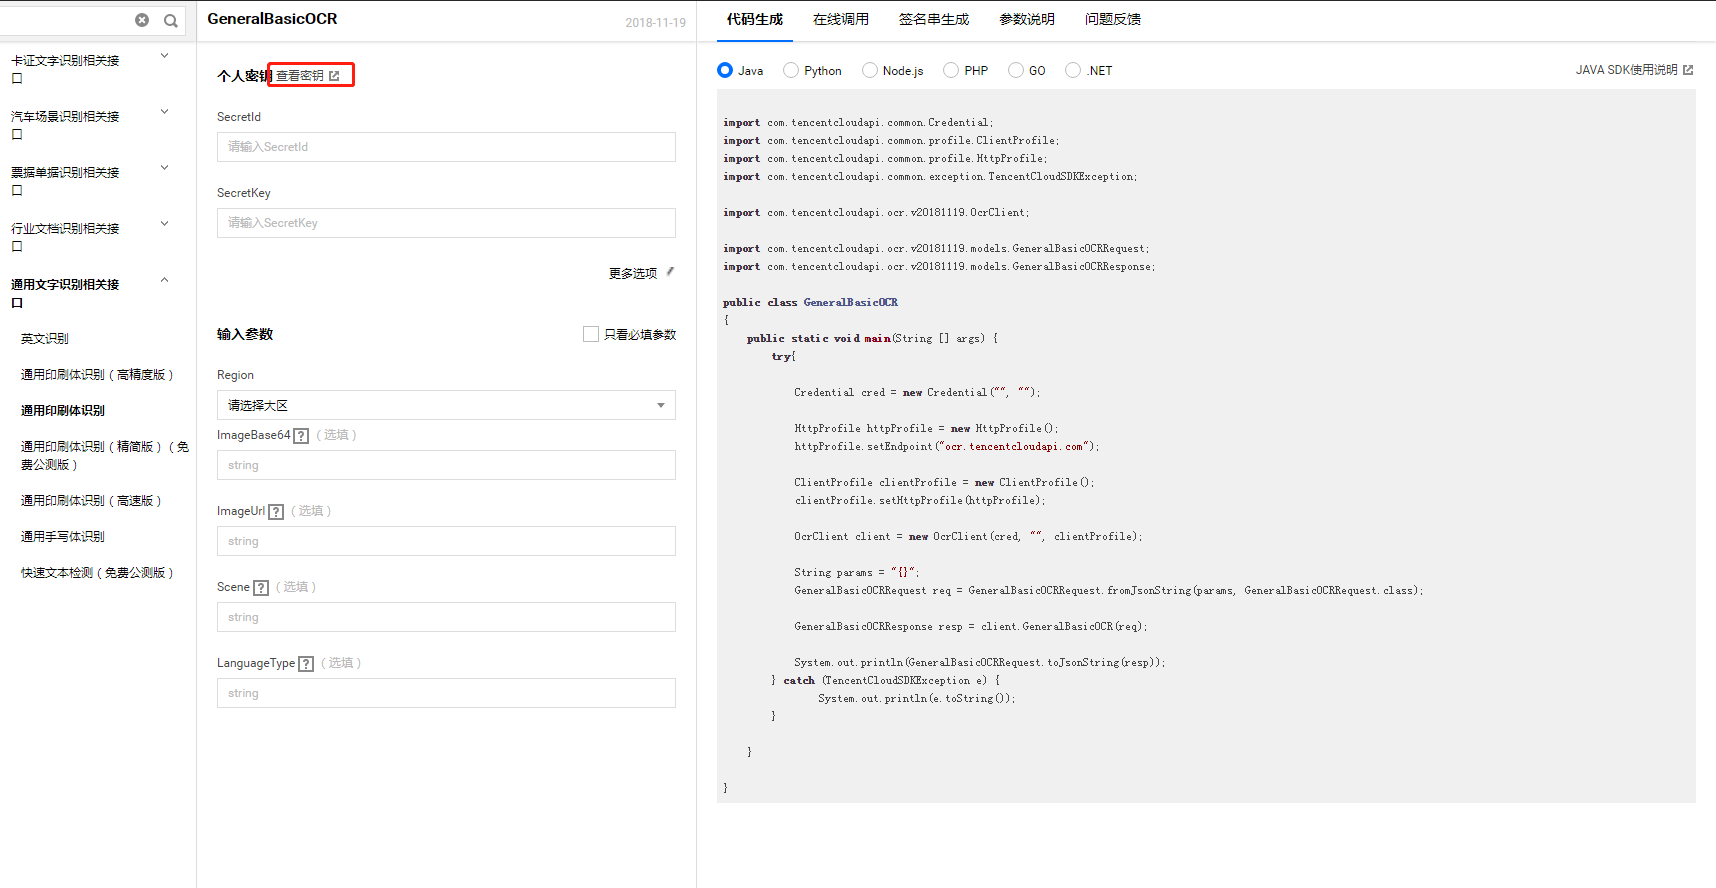 卡证文字识别相关接
口
汽车场景识别相关接
口
票据单据识别相关接
口
行业文档识别相关接
口
通用文字识别相关接
口
英文识别
通用印刷体识别（高精度版）
通用印刷体识别
通用印刷体识别（精简版）（免
费公测版）
通用印刷体识别（高速版）
通用手写体识别
快速文本检测（免费公测版）
GeneralBasicOCR
2018-11-19
个人密钥 查看密钥
SecretId
请输入SecretId
SecretKey
请输入SecretKey
更多选项
输入参数
只看必填参数
Region
请选择大区
ImageBase64 ?（选填）
string
ImageUrl ?（选填）
string
Scene ?（选填）
string
LanguageType ?（选填）
string
代码生成 在线调用 签名串生成 参数说明 问题反馈
Java Python Node.js PHP GO .NET
JAVA SDK使用说明
import com.tencentcloudapi.common.Credential;
import com.tencentcloudapi.common.profile.ClientProfile;
import com.tencentcloudapi.common.profile.HttpProfile;
import com.tencentcloudapi.common.exception.TencentCloudSDKException;
import com.tencentcloudapi.ocr.v20181119.OcrClient;
import com.tencentcloudapi.ocr.v20181119.models.GeneralBasicOCRRequest;
import com.tencentcloudapi.ocr.v20181119.models.GeneralBasicOCRResponse;
public class GeneralBasicOCR
{
public static void main(String [] args) {
try{
Credential cred = new Credential("", "");
HttpProfile httpProfile = new HttpProfile();
httpProfile.setEndpoint("ocr.tencentcloudapi.com");
ClientProfile clientProfile = new ClientProfile();
clientProfile.setHttpProfile(httpProfile);
OcrClient client = new OcrClient(cred, "", clientProfile);
String params = "{}";
GeneralBasicOCRRequest req = GeneralBasicOCRRequest.fromJsonString(params, GeneralBasicOCRRequest.class);
GeneralBasicOCRResponse resp = client.GeneralBasicOCR(req);
System.out.println(GeneralBasicOCRRequest.toJsonString(resp));
} catch (TencentCloudSDKException e) {
System.out.println(e.toString());
}
}
}